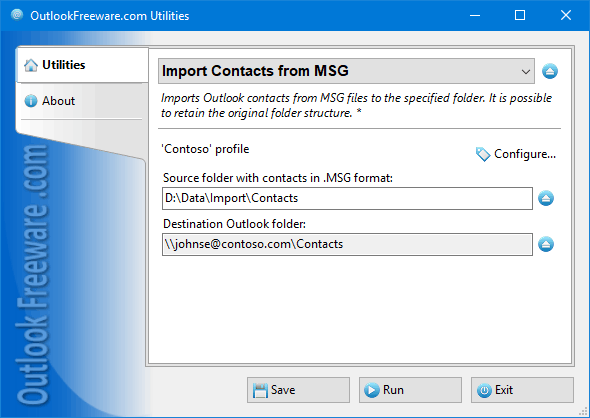 OutlookFreeware.com Utilities
Utilities
About
Import Contacts from MSG
Imports Outlook contacts from MSG files to the specified folder. It is possible
to retain the original folder structure. *
'Contoso' profile
Configure...
Source folder with contacts in .MSG format:
D:\Data\Import\Contacts
Destination Outlook folder:
\\johnse@contoso.com\Contacts
Outlook Freeware .com
Save
Run
Exit